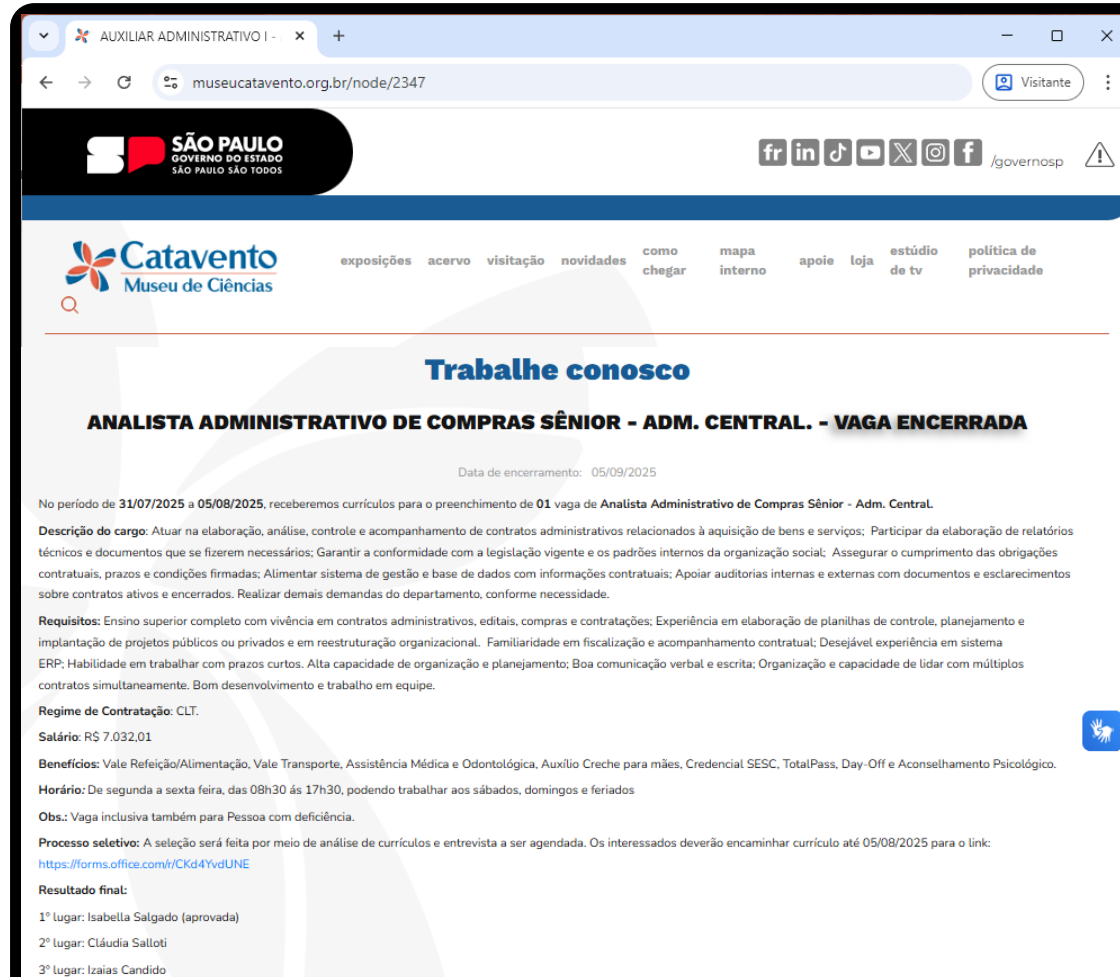 AUXILIAR ADMINISTRATIVO I -
museucatavento.org.br/node/2347
Visitante
SÃO PAULO
GOVERNO DO ESTADO
SÃO PAULO SÃO TODOS
/governosp
Catavento
Museu de Ciências
exposições acervo visitação novidades como chegar mapa interno apoie loja estúdio de tv política de privacidade
Trabalhe conosco
ANALISTA ADMINISTRATIVO DE COMPRAS SÊNIOR - ADM. CENTRAL. - VAGA ENCERRADA
Data de encerramento: 05/09/2025
No período de 31/07/2025 a 05/08/2025, receberemos currículos para o preenchimento de 01 vaga de Analista Administrativo de Compras Sênior - Adm. Central.
Descrição do cargo: Atuar na elaboração, análise, controle e acompanhamento de contratos administrativos relacionados à aquisição de bens e serviços; Participar da elaboração de relatórios
técnicos e documentos que se fizerem necessários; Garantir a conformidade com a legislação vigente e os padrões internos da organização social; Assegurar o cumprimento das obrigações
contratuais, prazos e condições firmadas; Alimentar sistema de gestão e base de dados com informações contratuais; Apoiar auditorias internas e externas com documentos e esclarecimentos
sobre contratos ativos e encerrados. Realizar demais demandas do departamento, conforme necessidade.
Requisitos: Ensino superior completo com vivência em contratos administrativos, editais, compras e contratações; Experiência em elaboração de planilhas de controle, planejamento e
implantação de projetos públicos ou privados e em reestruturação organizacional. Familiaridade em fiscalização e acompanhamento contratual; Desejável experiência em sistema
ERP; Habilidade em trabalhar com prazos curtos. Alta capacidade de organização e planejamento; Boa comunicação verbal e escrita; Organização e capacidade de lidar com múltiplos
contratos simultaneamente. Bom desenvolvimento e trabalho em equipe.
Regime de Contratação: CLT.
Salário: R$ 7.032,01
Benefícios: Vale Refeição/Alimentação, Vale Transporte, Assistência Médica e Odontológica, Auxílio Creche para mães, Credencial SESC, TotalPass, Day-Off e Aconselhamento Psicológico.
Horário: De segunda a sexta feira, das 08h30 ás 17h30, podendo trabalhar aos sábados, domingos e feriados
Obs.: Vaga inclusiva também para Pessoa com deficiência.
Processo seletivo: A seleção será feita por meio de análise de currículos e entrevista a ser agendada. Os interessados deverão encaminhar currículo até 05/08/2025 para o link:
https://forms.office.com/r/CKd4YvdUNE
Resultado final:
1º lugar: Isabella Salgado (aprovada)
2º lugar: Cláudia Salloti
3º lugar: Izaias Candido